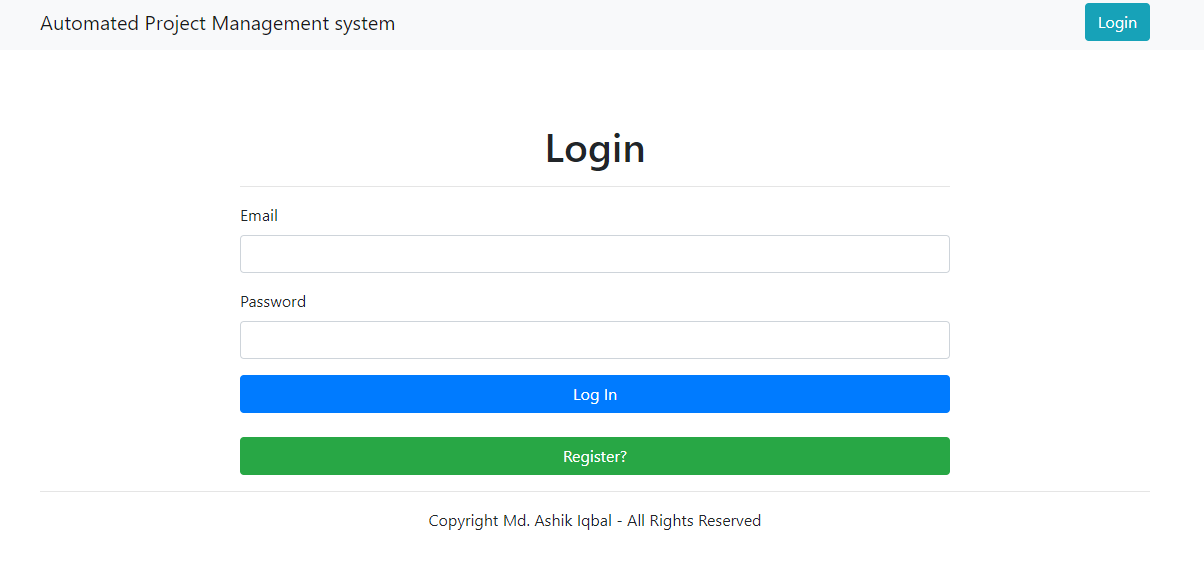 Automated Project Management system
Login
Login
Email
Password
Log In
Register?
Copyright Md. Ashik Iqbal - All Rights Reserved